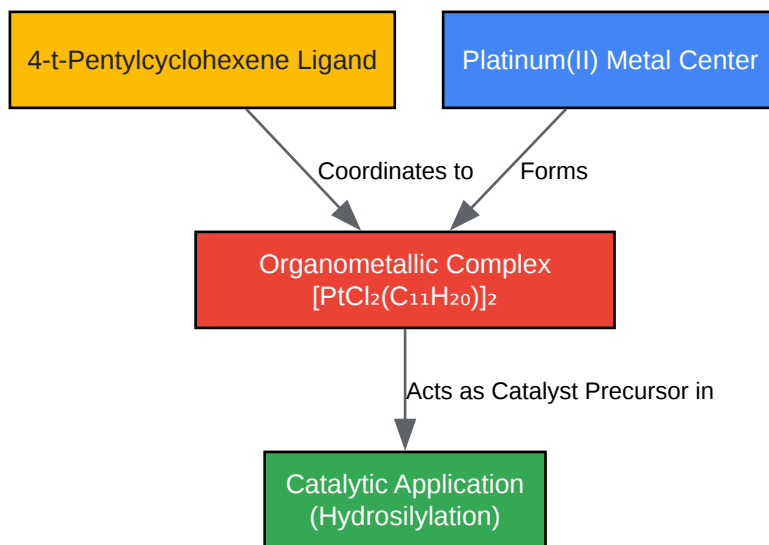 4-t-Pentylcyclohexene Ligand
Platinum(II) Metal Center
Coordinates to
Forms
Organometallic Complex
[PtCl₂(C₁₁H₂₀)]₂
Acts as Catalyst Precursor in
Catalytic Application
(Hydrosilylation)